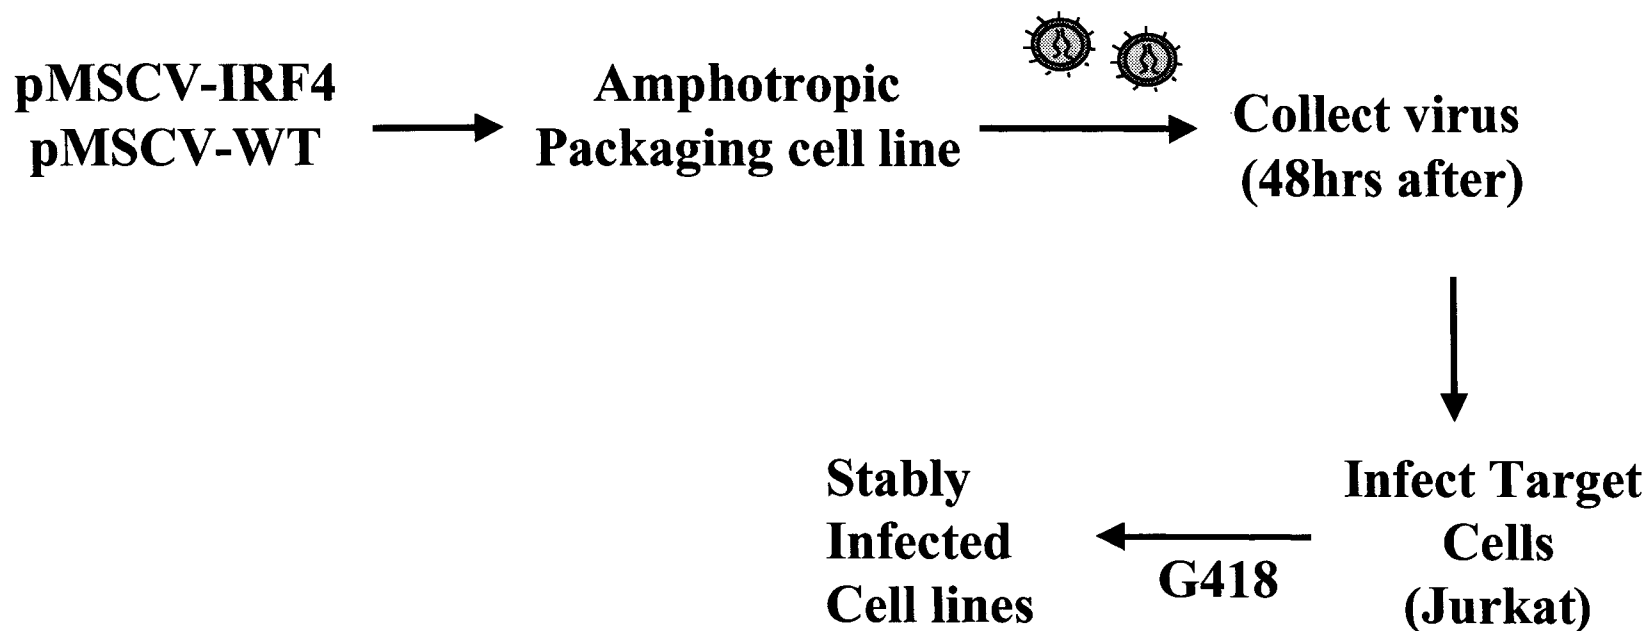 pMSCV-IRF4
pMSCV-WT
Amphotropic
Packaging cell line
Collect virus
(48hrs after)
Infect Target
Cells
(Jurkat)
G418
Stably
Infected
Cell lines